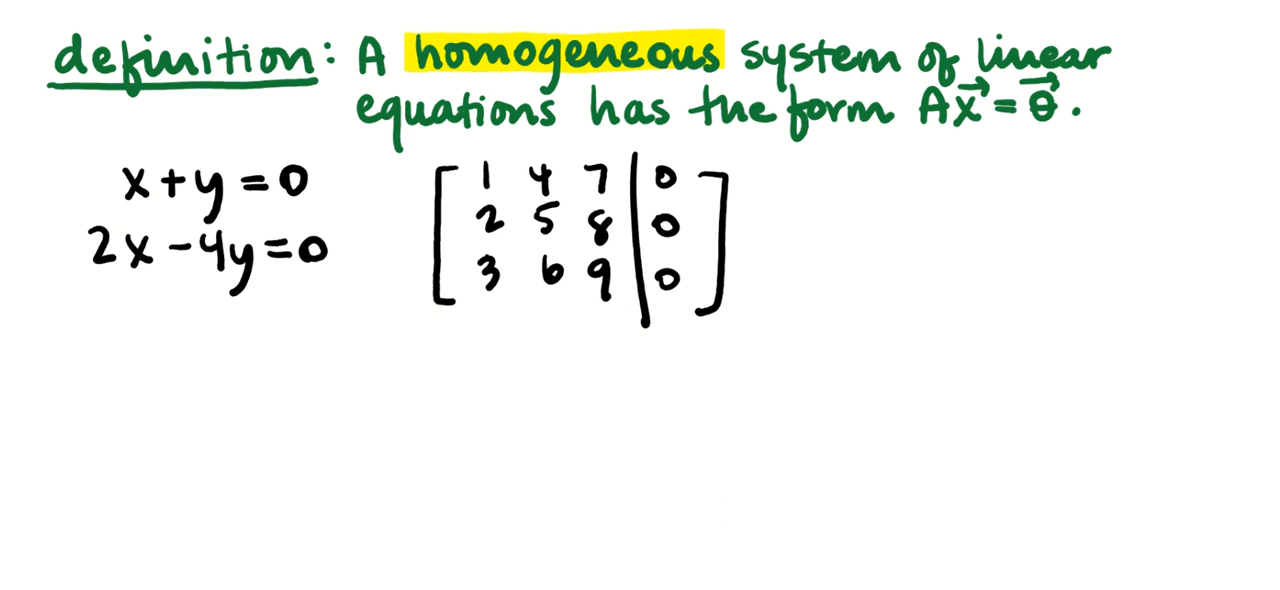 definition: A homogeneous system of linear
equations has the form Ax⃗ = θ⃗.
x + y = 0
2x - 4y = 0
[ 1 4 7 | 0 ]
2 5 8 | 0
3 6 9 | 0